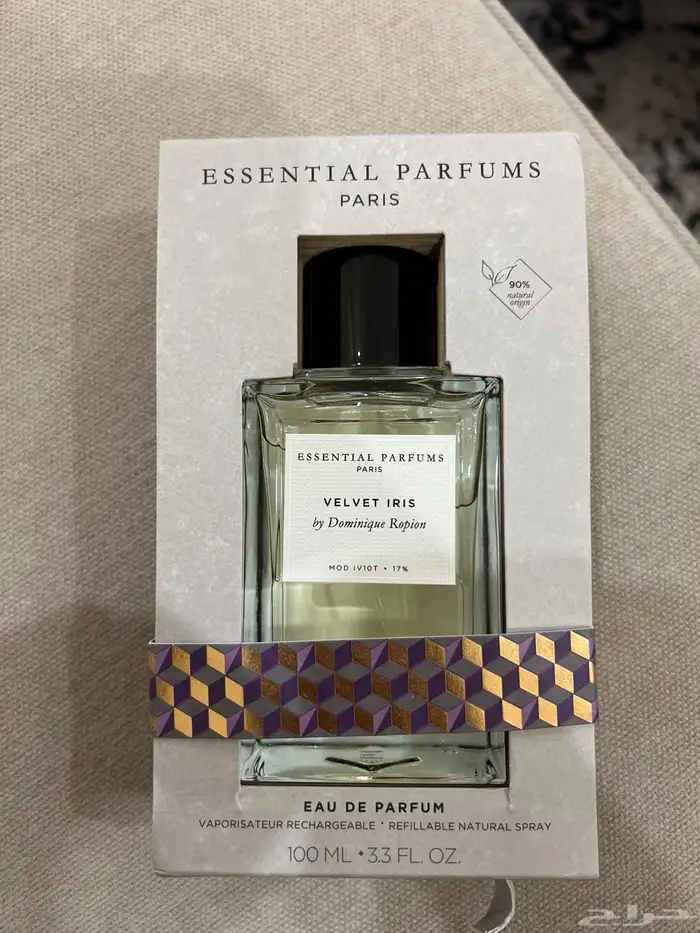 ESSENTIAL PARFUMS
PARIS
90%
natural
origin
ESSENTIAL PARFUMS
PARIS
VELVET IRIS
by Dominique Ropion
MOD IV10T • 17%
EAU DE PARFUM
VAPORISATEUR RECHARGEABLE • REFILLABLE NATURAL SPRAY
100 ML • 3.3 FL. OZ.
حراج